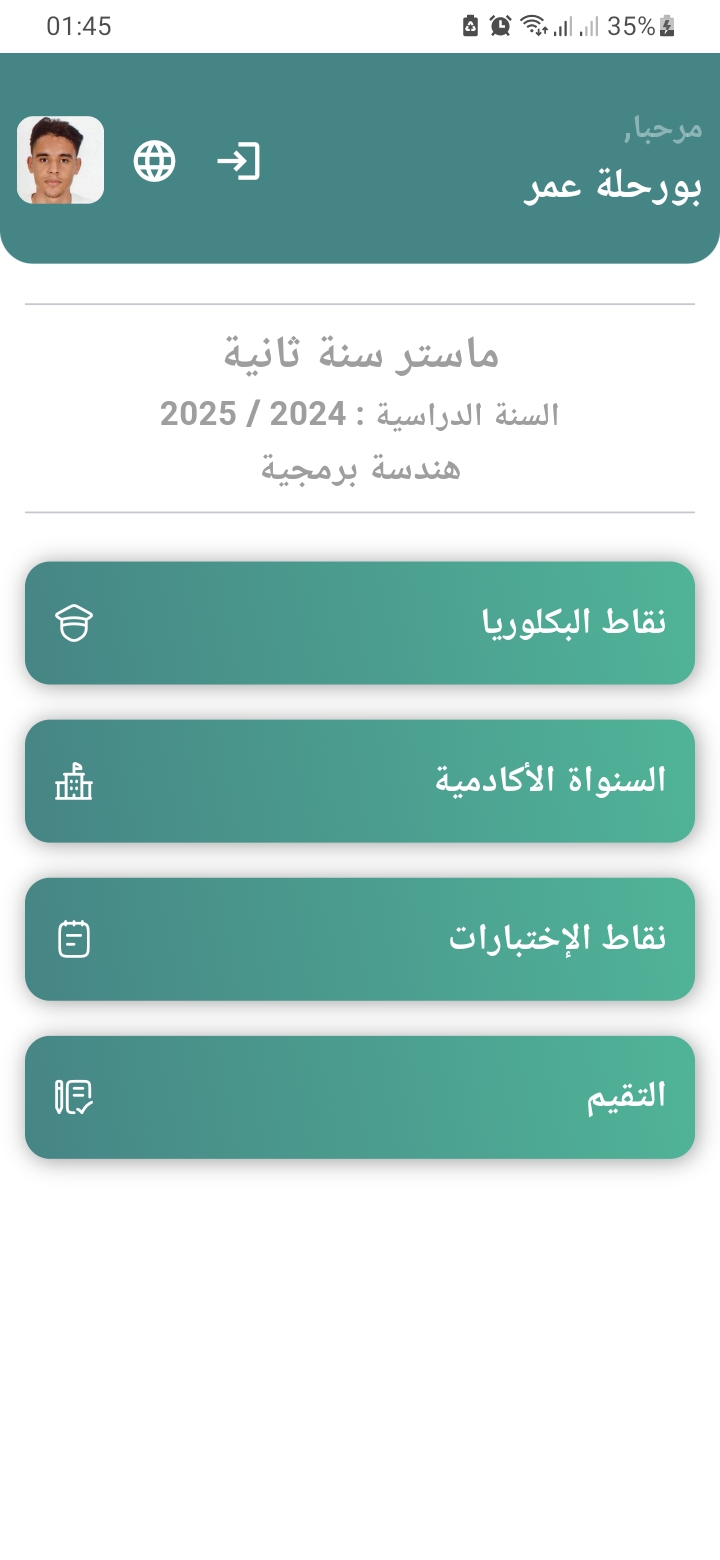 01:45 35%
مرحبا,
بورحلة عمر
ماستر سنة ثانية
السنة الدراسية : 2024 / 2025
هندسة برمجية
نقاط البكلوريا
السنواة الأكادمية
نقاط الإختبارات
التقيم